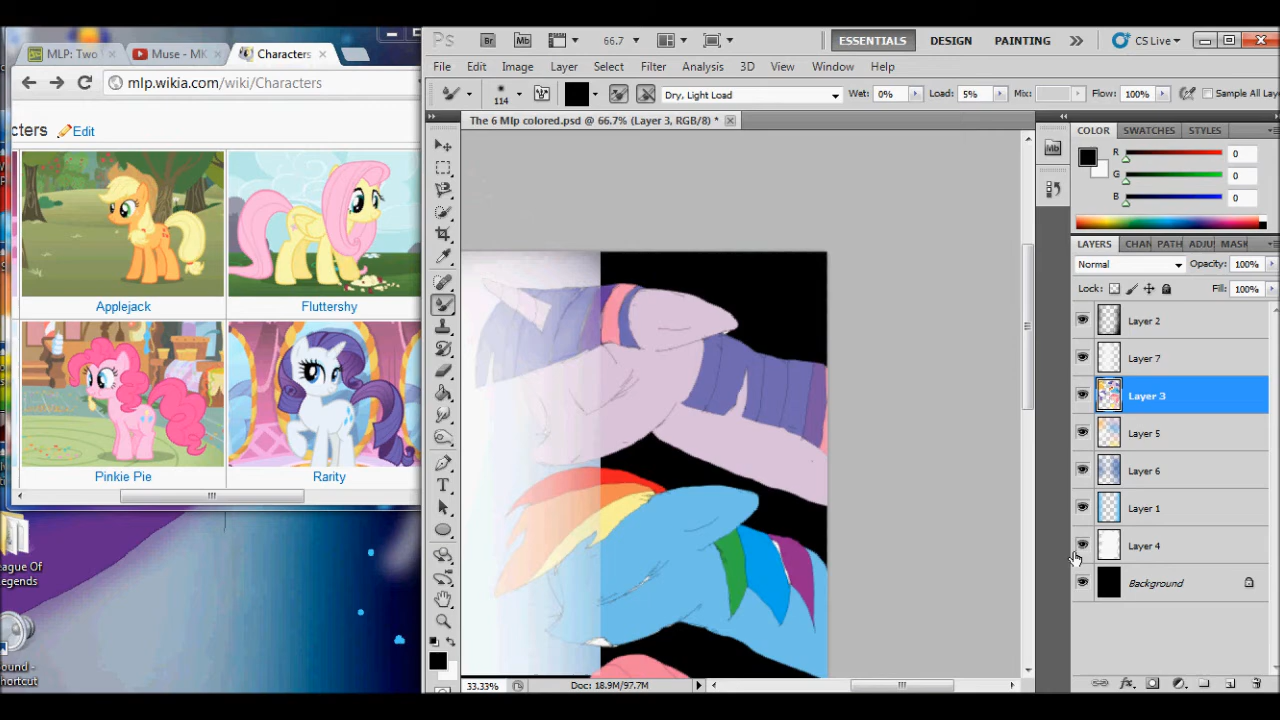 MLP: Two
Muse - MK
Characters
mlp.wikia.com/wiki/Characters
cters Edit
Applejack
Fluttershy
Pinkie Pie
Rarity
League Of
Legends
ound -
hortcut
Ps Br Mb 66.7 ESSENTIALS DESIGN PAINTING CS Live
File Edit Image Layer Select Filter Analysis 3D View Window Help
114 Dry, Light Load Wet: 0% Load: 5% Mix: Flow: 100% Sample All Laye
The 6 Mlp colored.psd @ 66.7% (Layer 3, RGB/8) *
33.33% Doc: 18.9M/97.7M
Mb
COLOR SWATCHES STYLES
R 0
G 0
B 0
LAYERS CHAN PATH ADJU MASK
Normal Opacity: 100%
Lock: Fill: 100%
Layer 2
Layer 7
Layer 3
Layer 5
Layer 6
Layer 1
Layer 4
Background